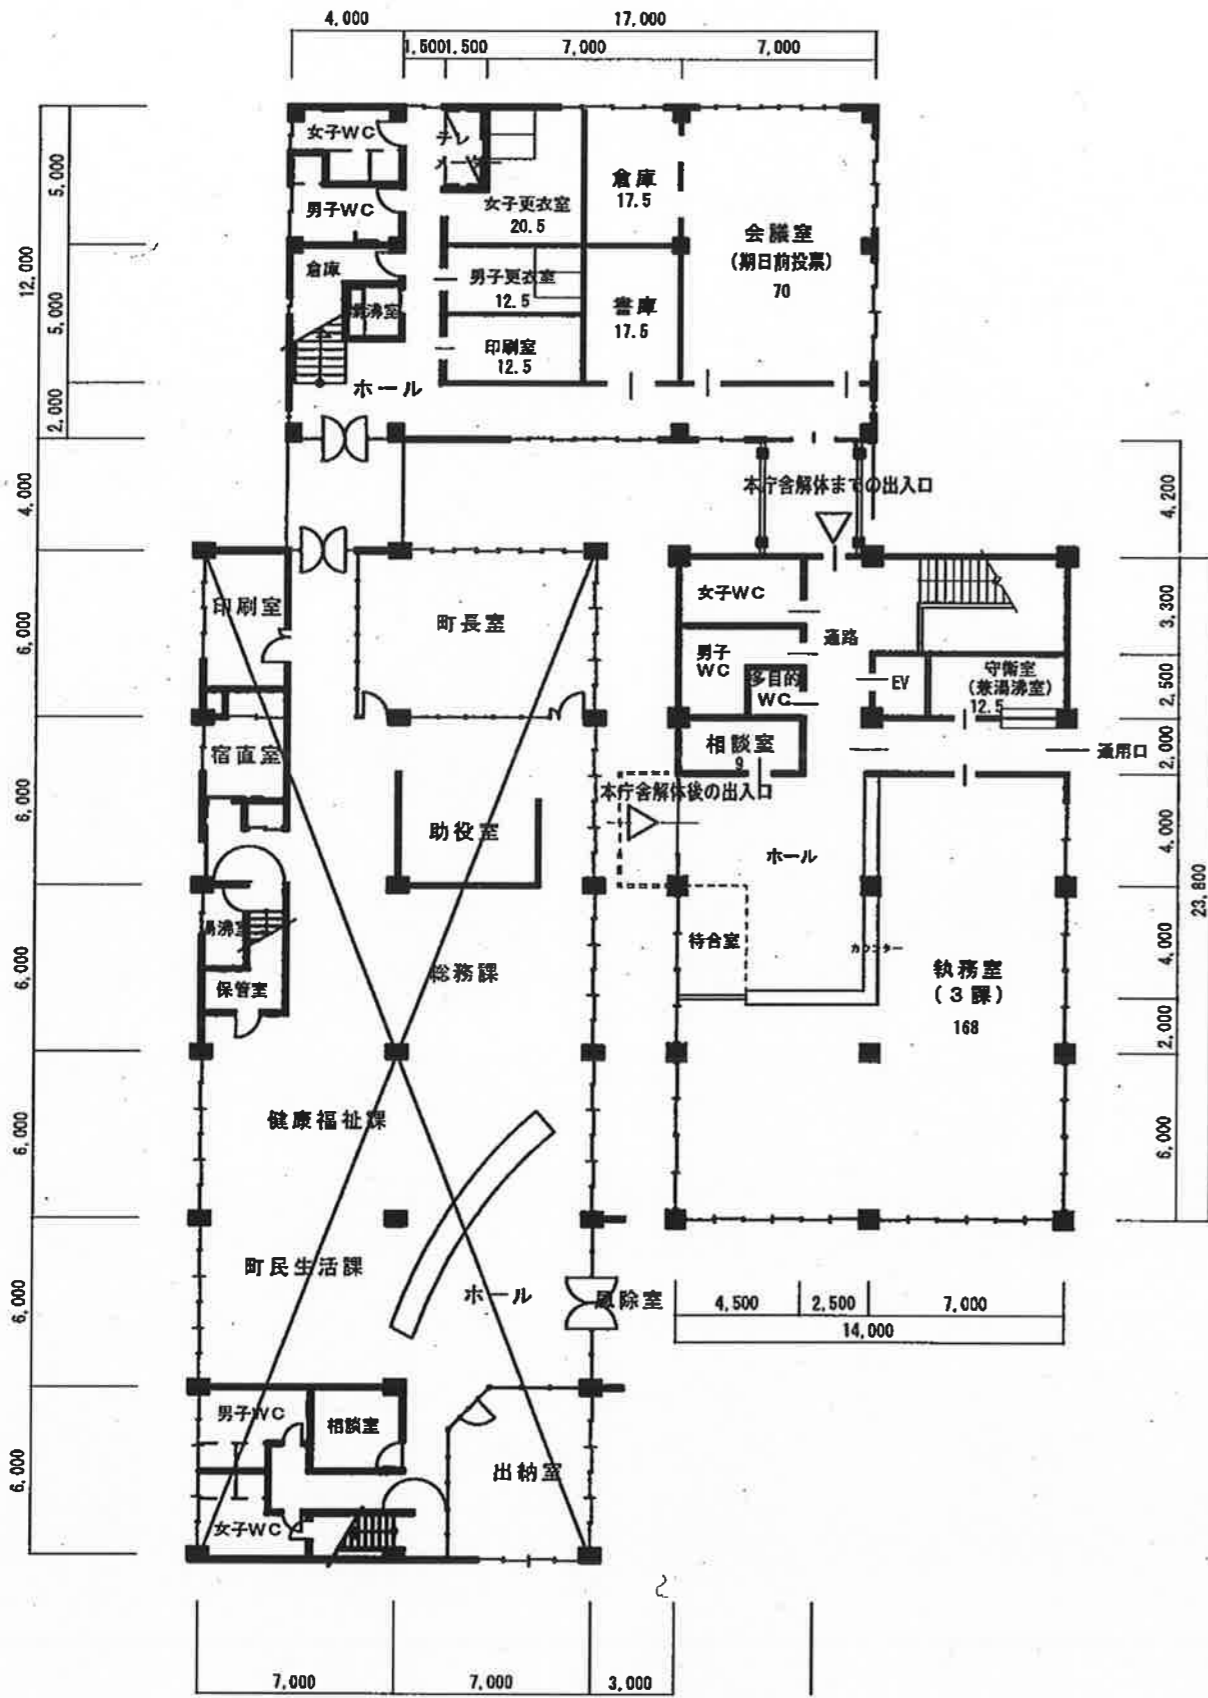 4,000
17,000
1,500
1,500
7,000
7,000
女子WC
テレ
メーター
女子更衣室
20.5
倉庫
17.5
会議室
(期日前投票)
70
男子WC
倉庫
男子更衣室
12.5
書庫
17.5
印刷室
12.5
ホール
5,000
5,000
2,000
12,000
4,000
6,000
6,000
6,000
6,000
6,000
6,000
本庁舎解体までの出入口
4,200
印刷室
町長室
女子WC
通路
男子
WC
多目的
WC
EV
守衛室
(兼湯沸室)
12.5
3,300
2,500
2,000
宿直室
相談室
9
通用口
本庁舎解体後の出入口
助役室
ホール
4,000
23,800
湯沸室
保管室
総務課
待合室
カウンター
執務室
(3課)
168
4,000
2,000
6,000
健康福祉課
町民生活課
ホール
風除室
4,500
2,500
7,000
14,000
男子WC
相談室
出納室
女子WC
7,000
7,000
3,000